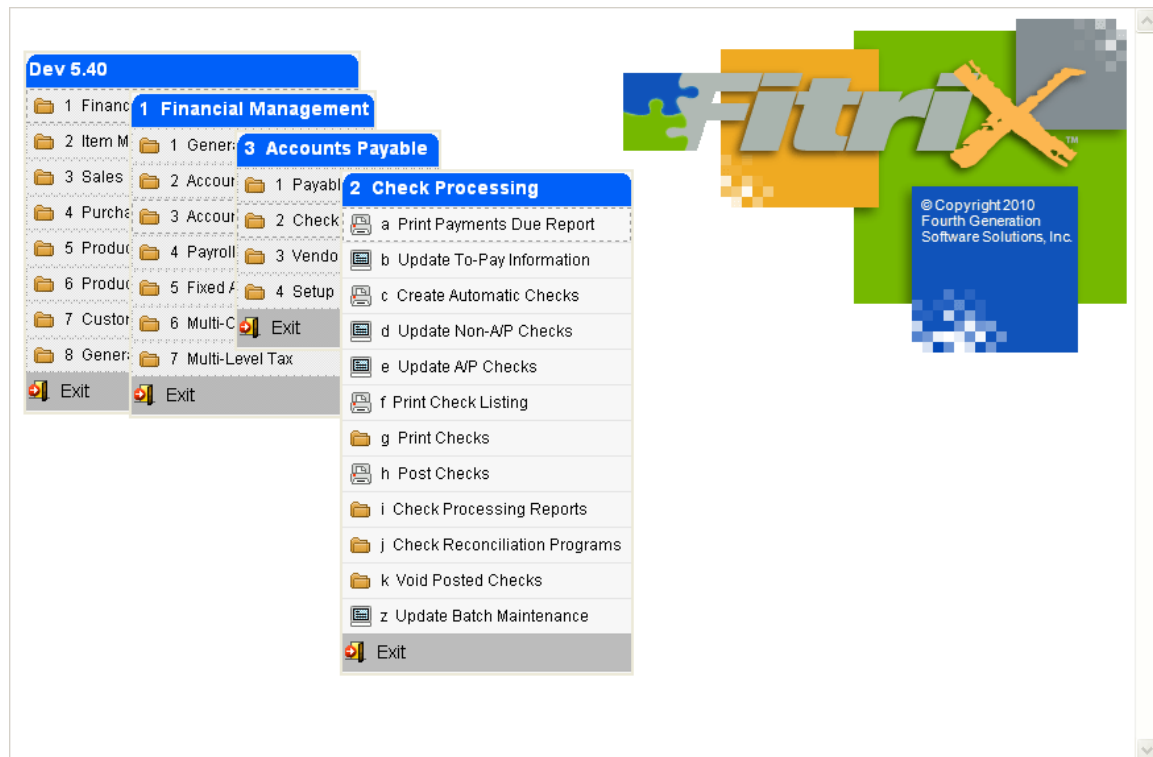 Dev 5.40
1 Financ
2 Item M
3 Sales
4 Purcha
5 Produc
6 Produc
7 Custor
8 Genera
Exit
1 Financial Management
1 Genera
2 Accour
3 Accour
4 Payroll
5 Fixed A
6 Multi-C
7 Multi-Level Tax
Exit
3 Accounts Payable
1 Payabl
2 Check
3 Vendo
4 Setup
Exit
2 Check Processing
a Print Payments Due Report
b Update To-Pay Information
c Create Automatic Checks
d Update Non-A/P Checks
e Update A/P Checks
f Print Check Listing
g Print Checks
h Post Checks
i Check Processing Reports
j Check Reconciliation Programs
k Void Posted Checks
z Update Batch Maintenance
Exit
FitriX™
© Copyright 2010
Fourth Generation
Software Solutions, Inc.